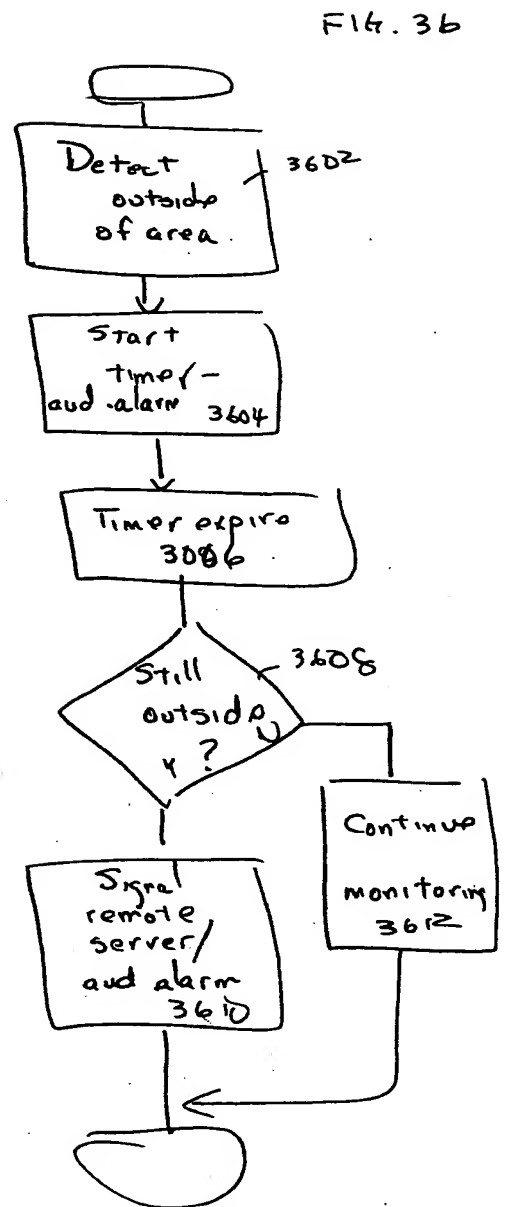 FIG. 36
Detect
outside
of area
3602
Start
timer -
aud. alarm 3604
Timer expire
3606
Still
outside
?
3608
Y
N
Continue
monitoring
3612
Signal
remote
server/
aud alarm
3610